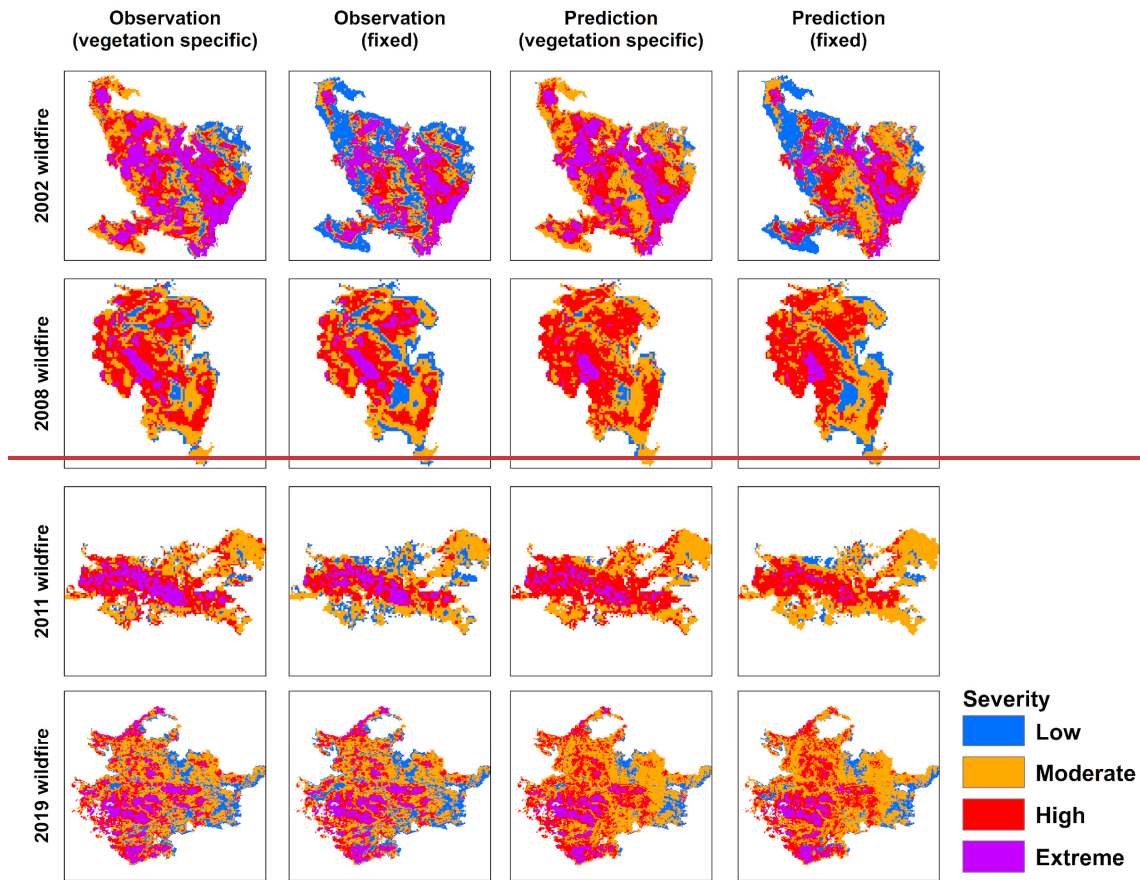 Observation
(vegetation specific)
Observation
(fixed)
Prediction
(vegetation specific)
Prediction
(fixed)
2002 wildfire
2008 wildfire
2011 wildfire
2019 wildfire
Severity
Low
Moderate
High
Extreme